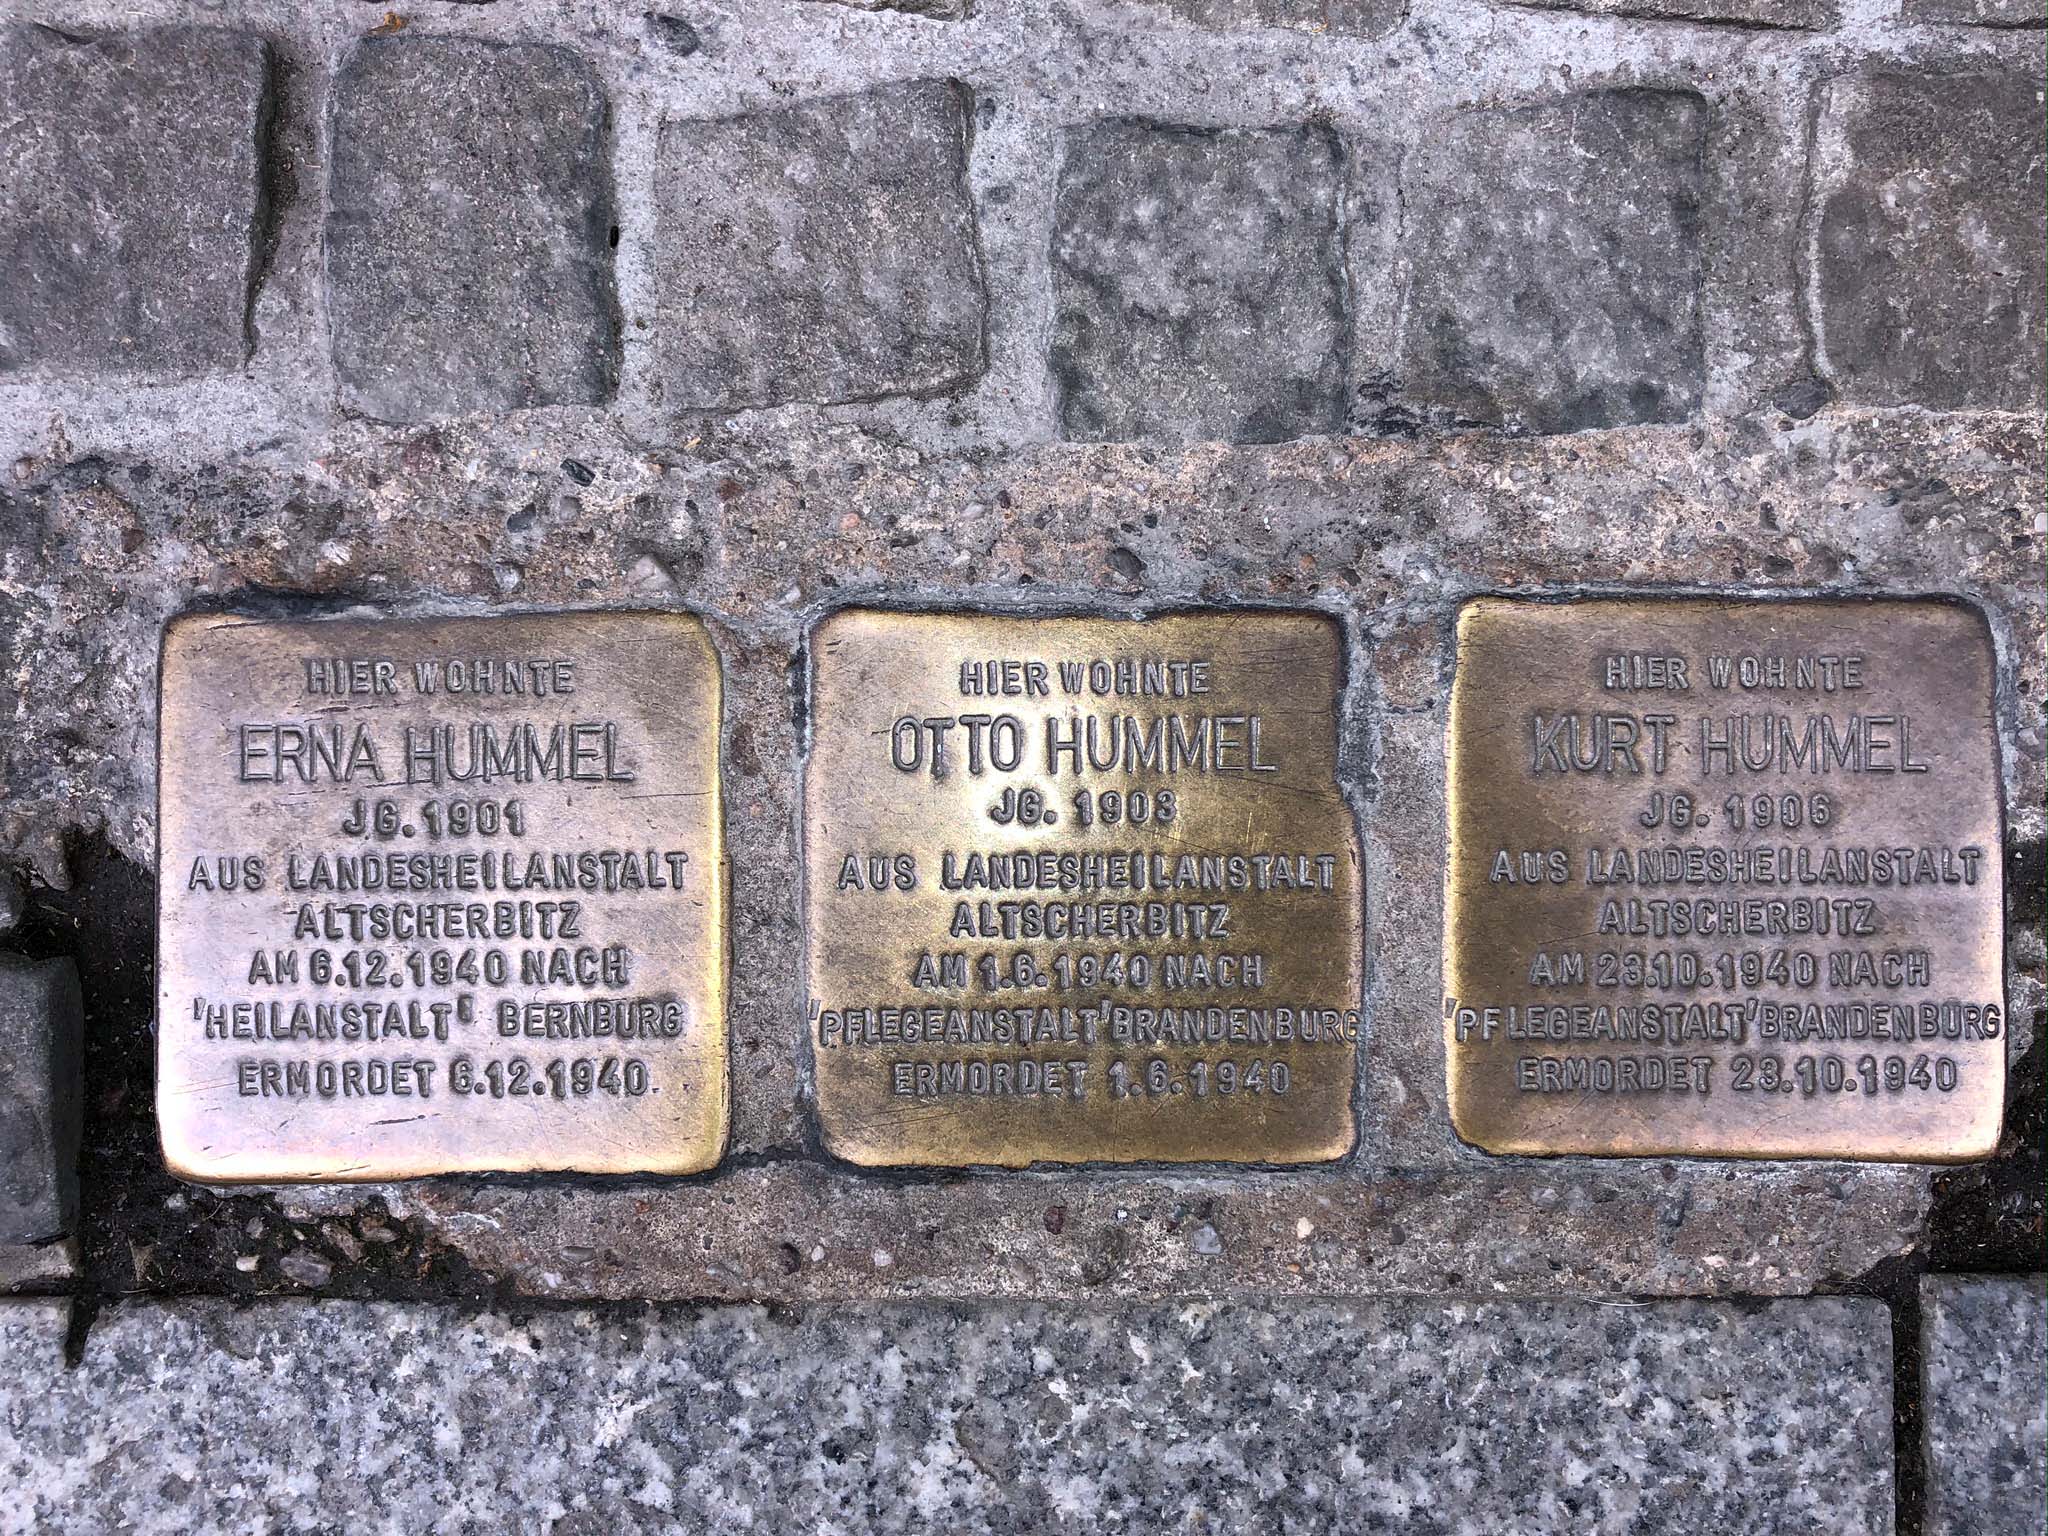 HIER WOHNTE
ERNA HUMMEL
JG. 1901
AUS LANDESHEILANSTALT
ALTSCHERBITZ
AM 6.12.1940 NACH
'HEILANSTALT' BERNBURG
ERMORDET 6.12.1940
HIER WOHNTE
OTTO HUMMEL
JG. 1903
AUS LANDESHEILANSTALT
ALTSCHERBITZ
AM 1.6.1940 NACH
'PFLEGEANSTALT' BRANDENBURG
ERMORDET 1.6.1940
HIER WOHNTE
KURT HUMMEL
JG. 1906
AUS LANDESHEILANSTALT
ALTSCHERBITZ
AM 23.10.1940 NACH
'PFLEGEANSTALT' BRANDENBURG
ERMORDET 23.10.1940